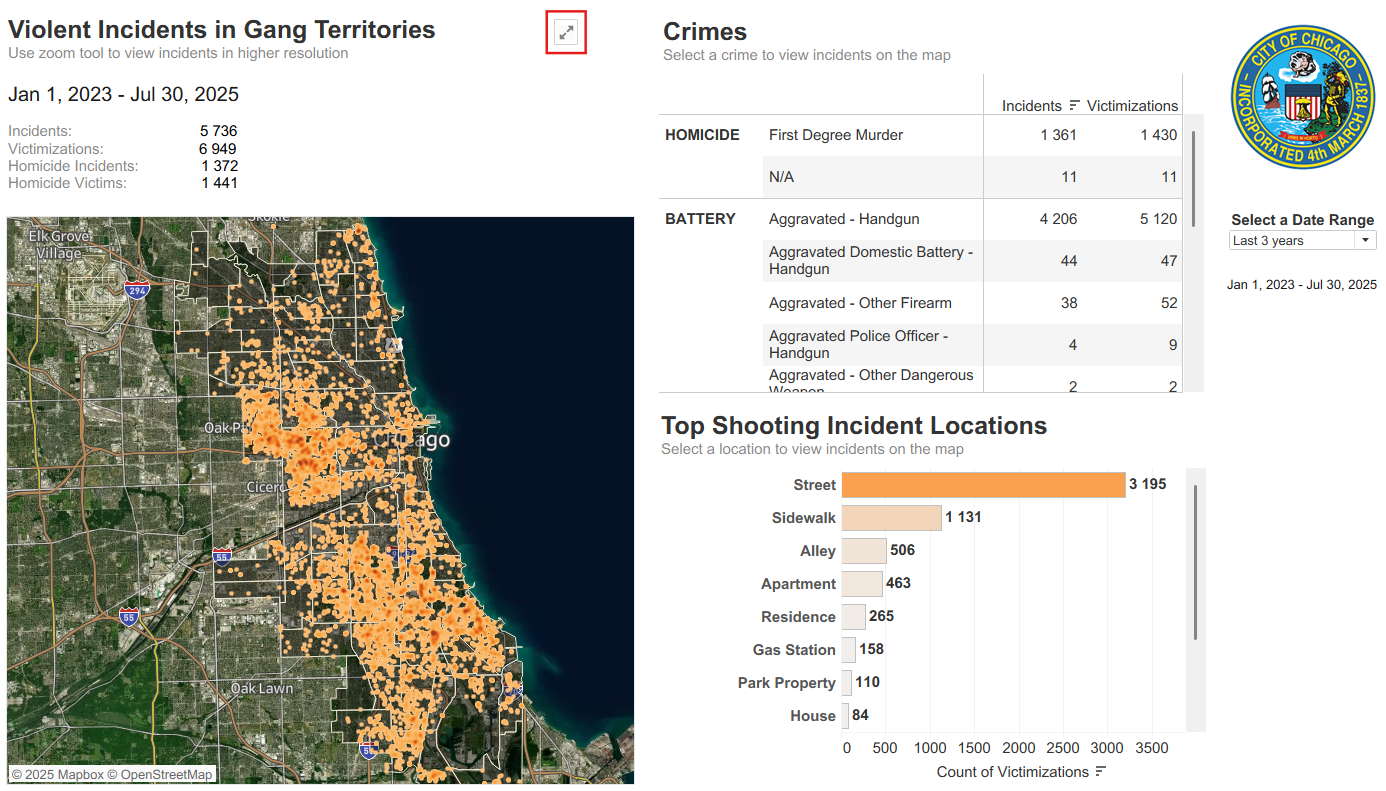 Violent Incidents in Gang Territories
Use zoom tool to view incidents in higher resolution
Jan 1, 2023 - Jul 30, 2025
Incidents: 5 736
Victimizations: 6 949
Homicide Incidents: 1 372
Homicide Victims: 1 441
Skokie
Elk Grove
Village
294
Oak
Chicago
Cicero
55
55
Oak Lawn
© 2025 Mapbox © OpenStreetMap
Crimes
Select a crime to view incidents on the map
Incidents Victimizations
HOMICIDE First Degree Murder 1 361 1 430
N/A 11 11
BATTERY Aggravated - Handgun 4 206 5 120
Aggravated Domestic Battery -
Handgun 44 47
Aggravated - Other Firearm 38 52
Aggravated Police Officer -
Handgun 4 9
Aggravated - Other Dangerous
Weapon 2 2
Top Shooting Incident Locations
Select a location to view incidents on the map
Street 3 195
Sidewalk 1 131
Alley 506
Apartment 463
Residence 265
Gas Station 158
Park Property 110
House 84
0 500 1000 1500 2000 2500 3000 3500
Count of Victimizations
CITY OF CHICAGO
INCORPORATED 4th MARCH 1837
Select a Date Range
Last 3 years
Jan 1, 2023 - Jul 30, 2025